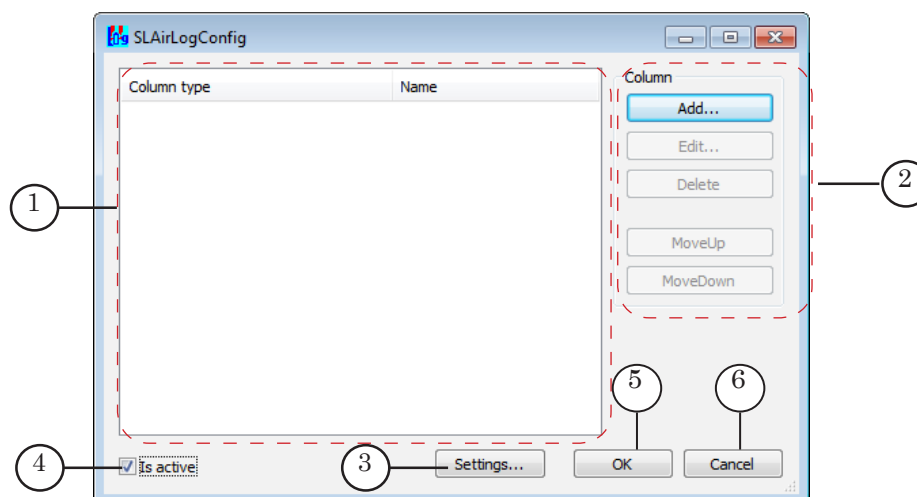 SLAirLogConfig
Column type Name
Column
Add...
Edit...
Delete
MoveUp
MoveDown
1
2
5
6
4
Is active
3
Settings...
OK
Cancel